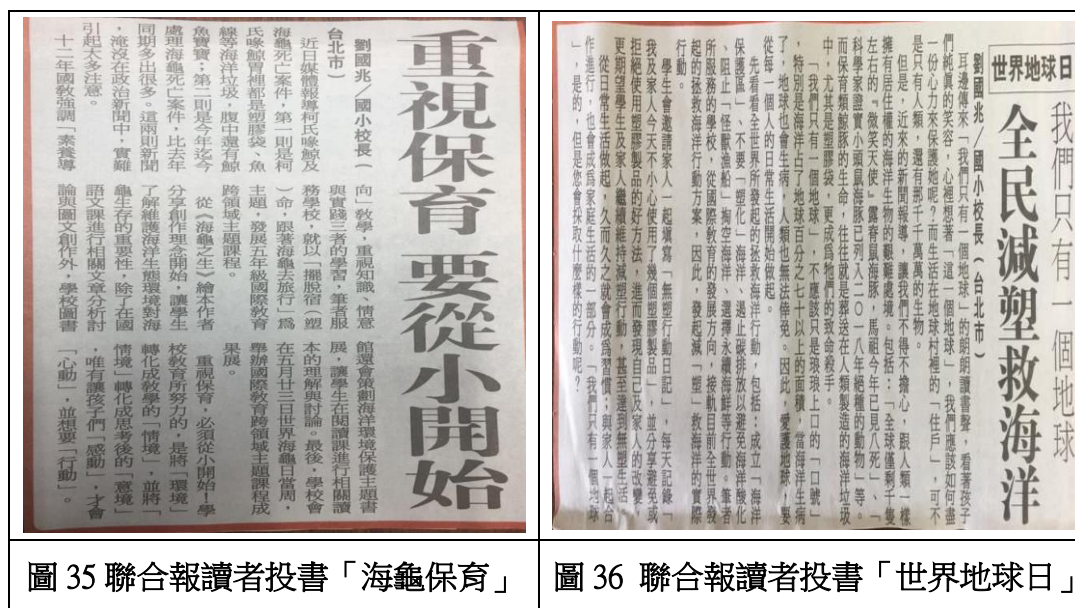 重視保育 要從小開始
劉國兆/國小校長(
台北市)
近日媒體報導柯氏喙鯨及
海龜死亡案件,第一則是柯
氏喙鯨胃裡都是塑膠袋、魚
線等海洋垃圾,腹中還有鯨
魚寶寶;第二則是今年迄今
處理海龜死亡案件,比去年
同期多出很多。這兩則新聞
,淹沒在政治新聞中,實難
引起太多注意。
十二年國教強調「素養導
向」教學,重視知識、情意
與實踐三者的學習,筆者服
務學校,就以「擺脫宿(塑
)命,跟著海龜去旅行」為
主題,發展五年級國際教育
跨領域主題課程。
從《海龜之生》繪本作者
分享創作理念開始,讓學生
了解維護海洋生態環境對海
龜生存的重要性,除了在國
語文課進行相關文章分析討
論與圖文創作外,學校圖書
館還會策劃海洋環境保護主題書
展,讓學生在閱讀課進行相關讀
本的理解與討論。最後,學校會
在五月廿三日世界海龜日當周,
舉辦國際教育跨領域主題課程成
果展。
重視保育,必須從小開始!學
校教育所努力的,是將「環境」
轉化成教學的「情境」,並將「
情境」轉化成思考後的「意境」
,唯有讓孩子們「感動」,才會
「心動」,並想要「行動」。
圖 35 聯合報讀者投書「海龜保育」
世界地球日
我們只有一個地球
全民減塑救海洋
劉國兆/國小校長(台北市)
耳邊傳來「我們只有一個地球」的朗朗讀書聲,看著孩子
們純真的笑容,心裡想著「這一個地球」,我們應該如何盡
一份心力來保護她呢?而生活在地球村裡的「住戶」,可不
是只有人類,還有那千千萬萬的生物。
但是,近來的新聞報導,讓我們不得不擔心,跟人類一樣
擁有居住權的海洋生物的艱難處境。包括:「全球僅剩十隻
左右的『微笑天使』露脊鼠海豚,馬祖今年已見八死」、「
科學家證實小頭鼠海豚已列入二〇一八年絕種的動物」等。
而保育類鯨豚的生命,往往就是葬送在人類製造的海洋垃圾
中,尤其是塑膠袋,更成為牠們的致命殺手。
「我們只有一個地球」,不應該只是琅琅上口的「口號」
,特別是海洋占了地球百分之七十以上的面積,當海洋生病
了,地球也會生病,人類也無法倖免。因此,愛護地球,要
從每一個人的日常生活開始做起。
先看看全世界所發起的拯救海洋行動,包括:成立「海洋
保護區」、不要「塑化」海洋、遏止碳排放以避免海洋酸化
、阻止「怪獸漁船」掏空海洋、選擇永續海鮮等行動。筆者
所服務的學校,從國際教育的發展方向,接軌目前全世界發
起的拯救海洋行動方案,因此,發起減「塑」救海洋的實際
行動。
學生會邀請家人一起填寫「無塑行動日記」,每天記錄「
我及家人今天不小心使用了幾個塑膠製品」,並分享避免或
拒絕使用塑膠製品的好方法,進而發現自己及家人的改變,
更期望學生及家人繼續維持減塑行動,甚至達到無塑生活。
從日常生活做起,久而久之就會成為習慣;與家人一起合
作進行,也會成為家庭生活的一部分。「我們只有一個地球
」,是的,但是您會採取什麼樣的行動呢?
圖 36 聯合報讀者投書「世界地球日」